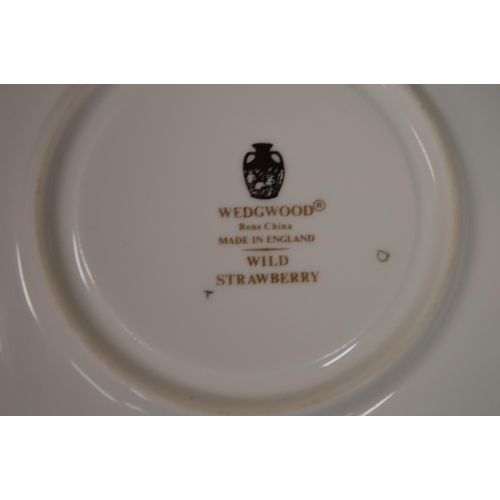 WEDGWOOD®
Bone China
MADE IN ENGLAND
WILD
STRAWBERRY